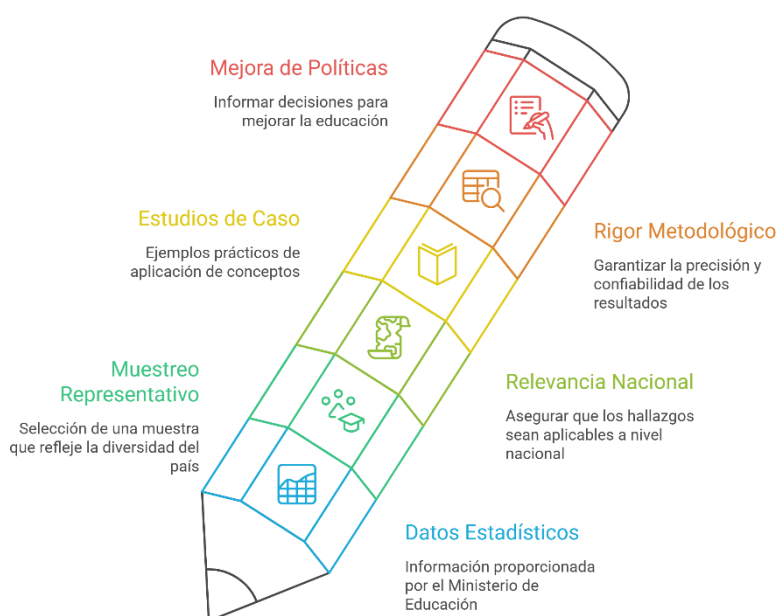 Mejora de Políticas
Informar decisiones para
mejorar la educación
Rigor Metodológico
Garantizar la precisión y
confiabilidad de los
resultados
Estudios de Caso
Ejemplos prácticos de
aplicación de conceptos
Relevancia Nacional
Asegurar que los hallazgos
sean aplicables a nivel
nacional
Muestreo
Representativo
Selección de una muestra
que refleje la diversidad del
país
Datos Estadísticos
Información proporcionada
por el Ministerio de
Educación